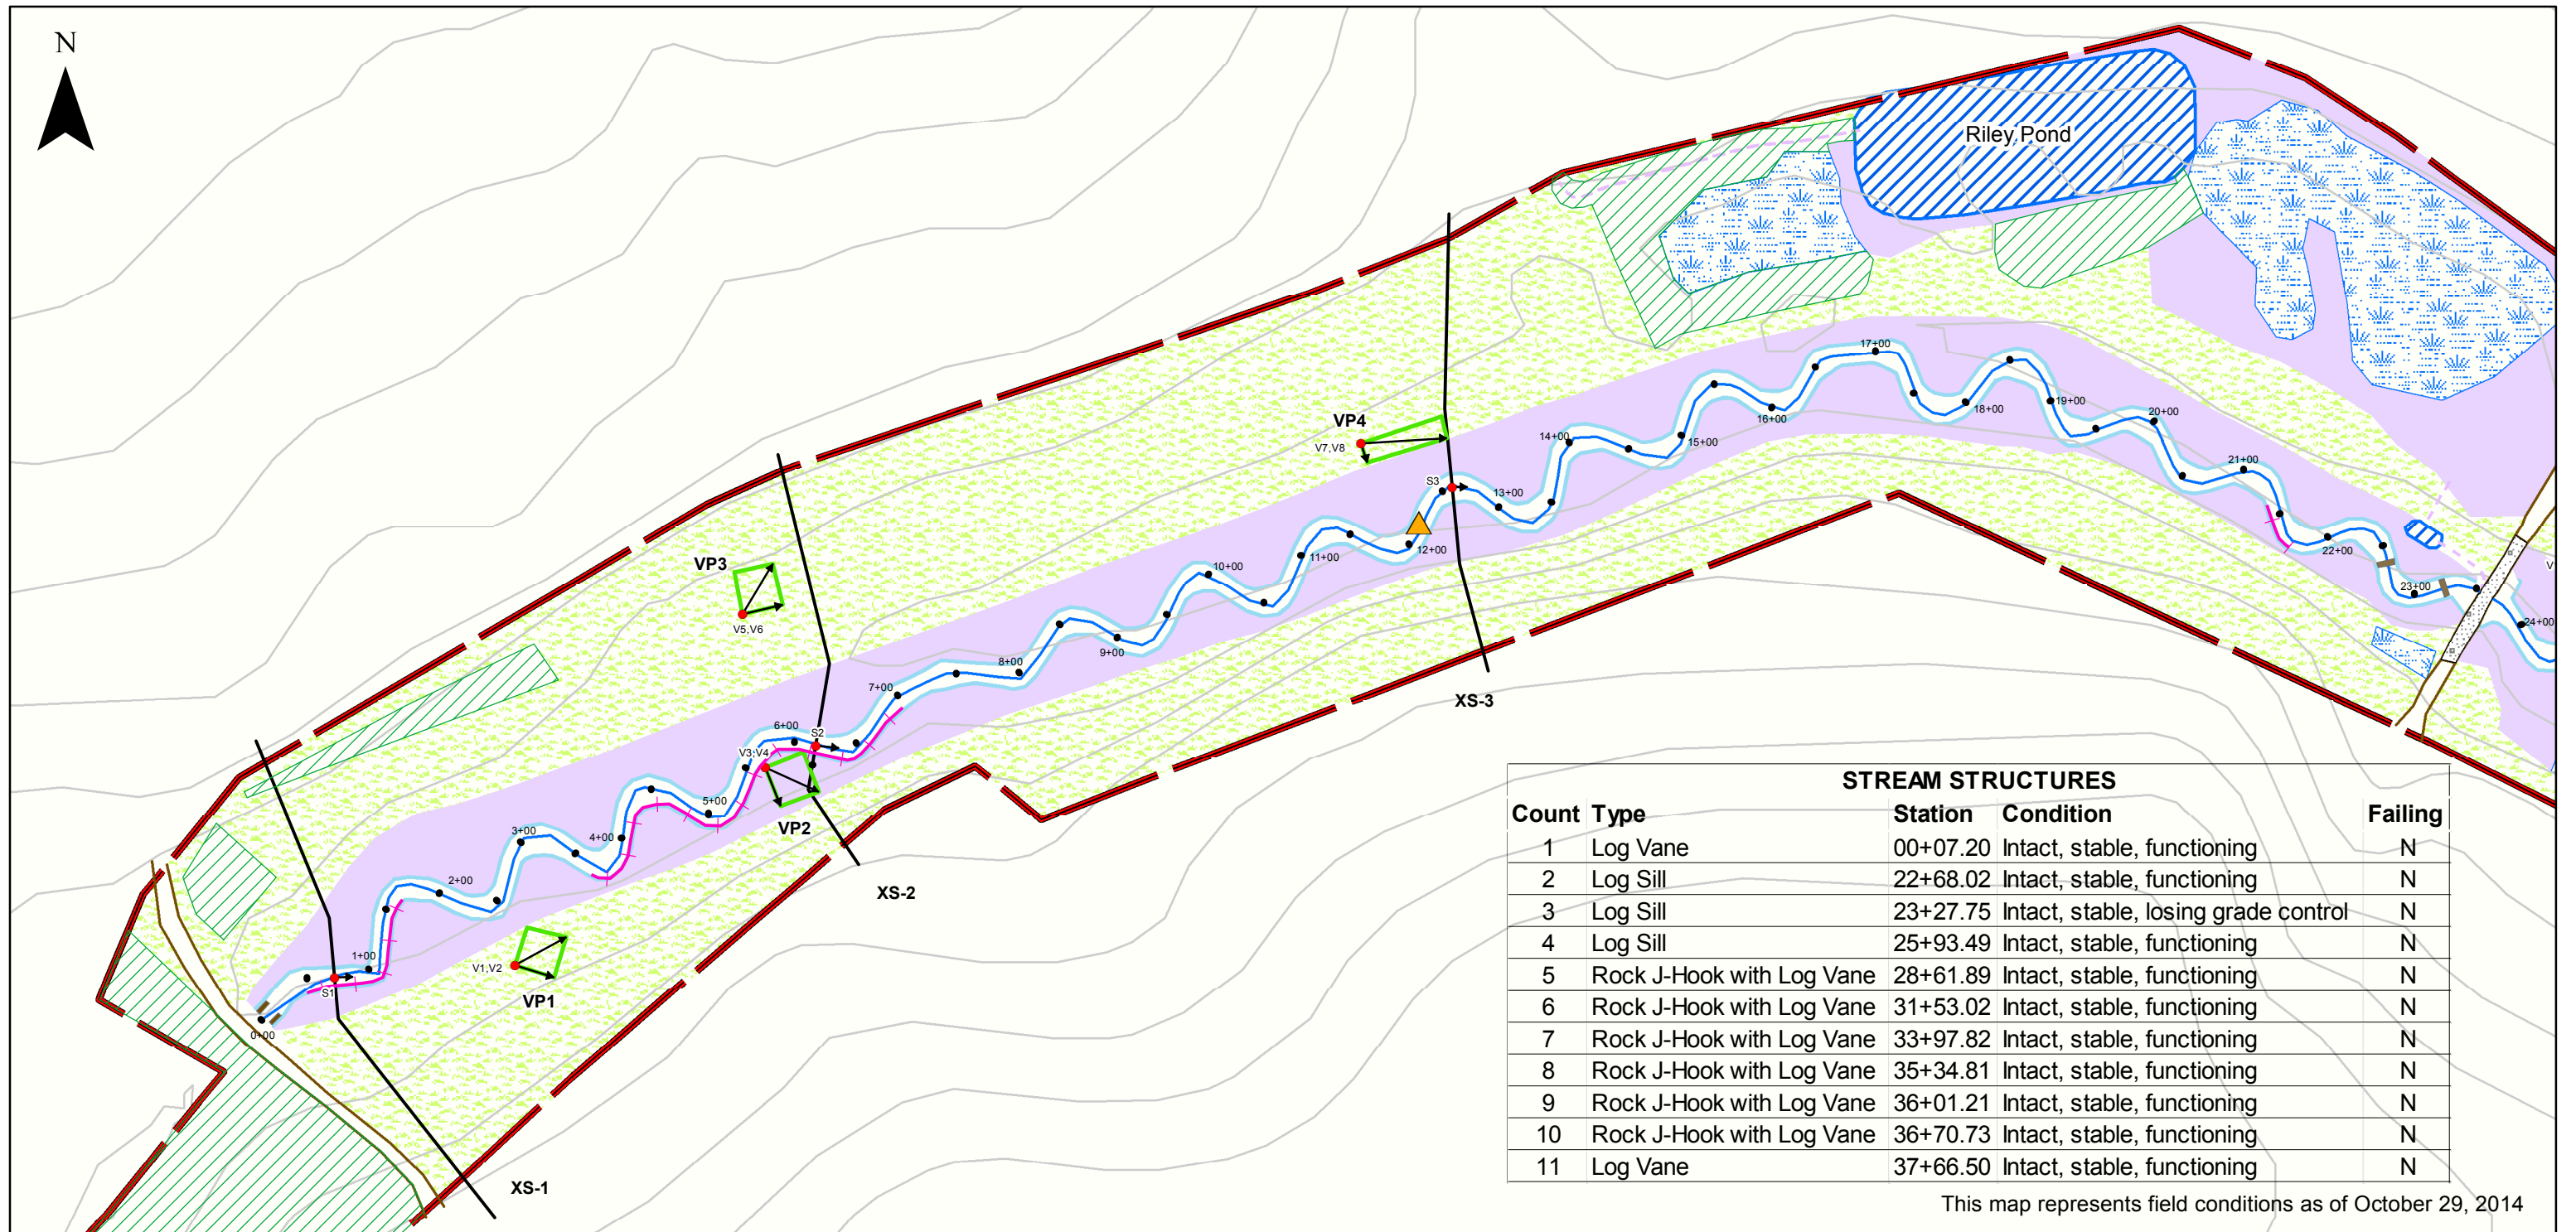 N
Riley Pond
17+00
18+00
19+00
20+00
16+00
VP4
V7,V8
14+00
15+00
21+00
S3
13+00
12+00
22+00
VP3
11+00
10+00
23+00
V
V5,V6
24+00
9+00
8+00
7+00
XS-3
6+00
S2
V3,V4
5+00
VP2
4+00
3+00
XS-2
2+00
1+00
V1,V2
S1
VP1
0+00
XS-1
STREAM STRUCTURES
Count Type Station Condition Failing
1 Log Vane 00+07.20 Intact, stable, functioning N
2 Log Sill 22+68.02 Intact, stable, functioning N
3 Log Sill 23+27.75 Intact, stable, losing grade control N
4 Log Sill 25+93.49 Intact, stable, functioning N
5 Rock J-Hook with Log Vane 28+61.89 Intact, stable, functioning N
6 Rock J-Hook with Log Vane 31+53.02 Intact, stable, functioning N
7 Rock J-Hook with Log Vane 33+97.82 Intact, stable, functioning N
8 Rock J-Hook with Log Vane 35+34.81 Intact, stable, functioning N
9 Rock J-Hook with Log Vane 36+01.21 Intact, stable, functioning N
10 Rock J-Hook with Log Vane 36+70.73 Intact, stable, functioning N
11 Log Vane 37+66.50 Intact, stable, functioning N
This map represents field conditions as of October 29, 2014